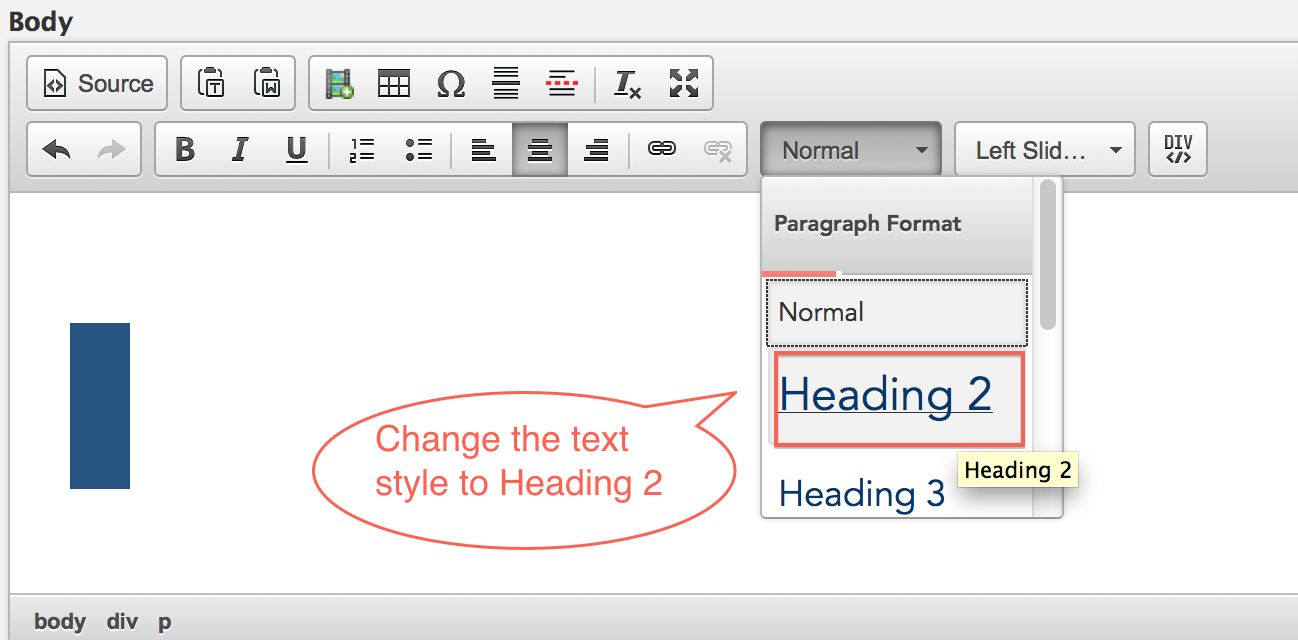 Body
Source
B I U
Normal
Left Slid...
DIV
Paragraph Format
Normal
Heading 2
Change the text
style to Heading 2
Heading 2
Heading 3
body div p